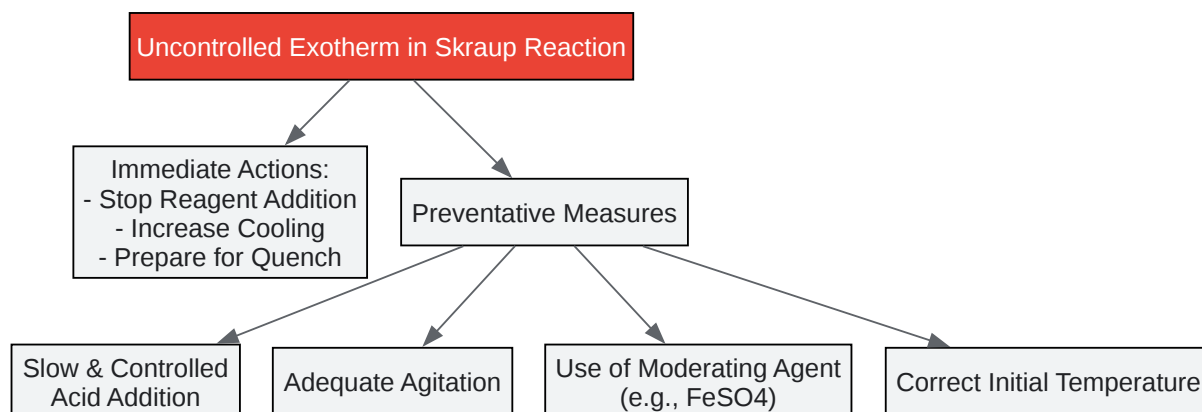 Uncontrolled Exotherm in Skraup Reaction
Immediate Actions:
- Stop Reagent Addition
- Increase Cooling
- Prepare for Quench
Preventative Measures
Slow & Controlled
Acid Addition
Adequate Agitation
Use of Moderating Agent
(e.g., FeSO4)
Correct Initial Temperature